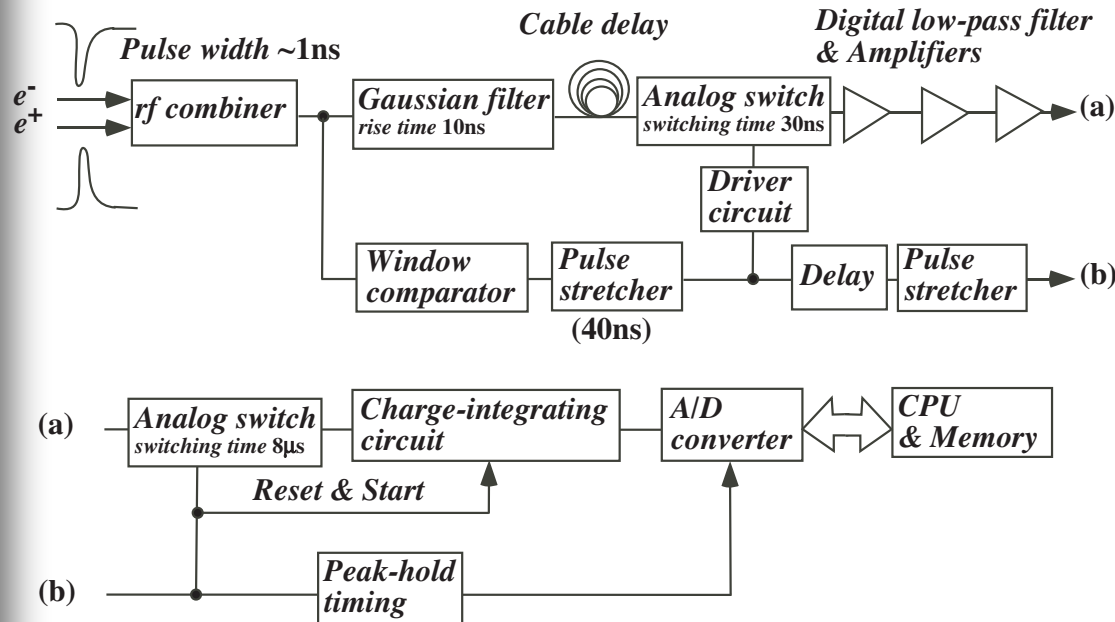 Cable delay
Digital low-pass filter
& Amplifiers
Pulse width ~1ns
e-
e+
rf combiner
Gaussian filter
rise time 10ns
Analog switch
switching time 30ns
(a)
Driver
circuit
Window
comparator
Pulse
stretcher
(40ns)
Delay
Pulse
stretcher
(b)
(a)
Analog switch
switching time 8μs
Charge-integrating
circuit
A/D
converter
CPU
& Memory
Reset & Start
(b)
Peak-hold
timing